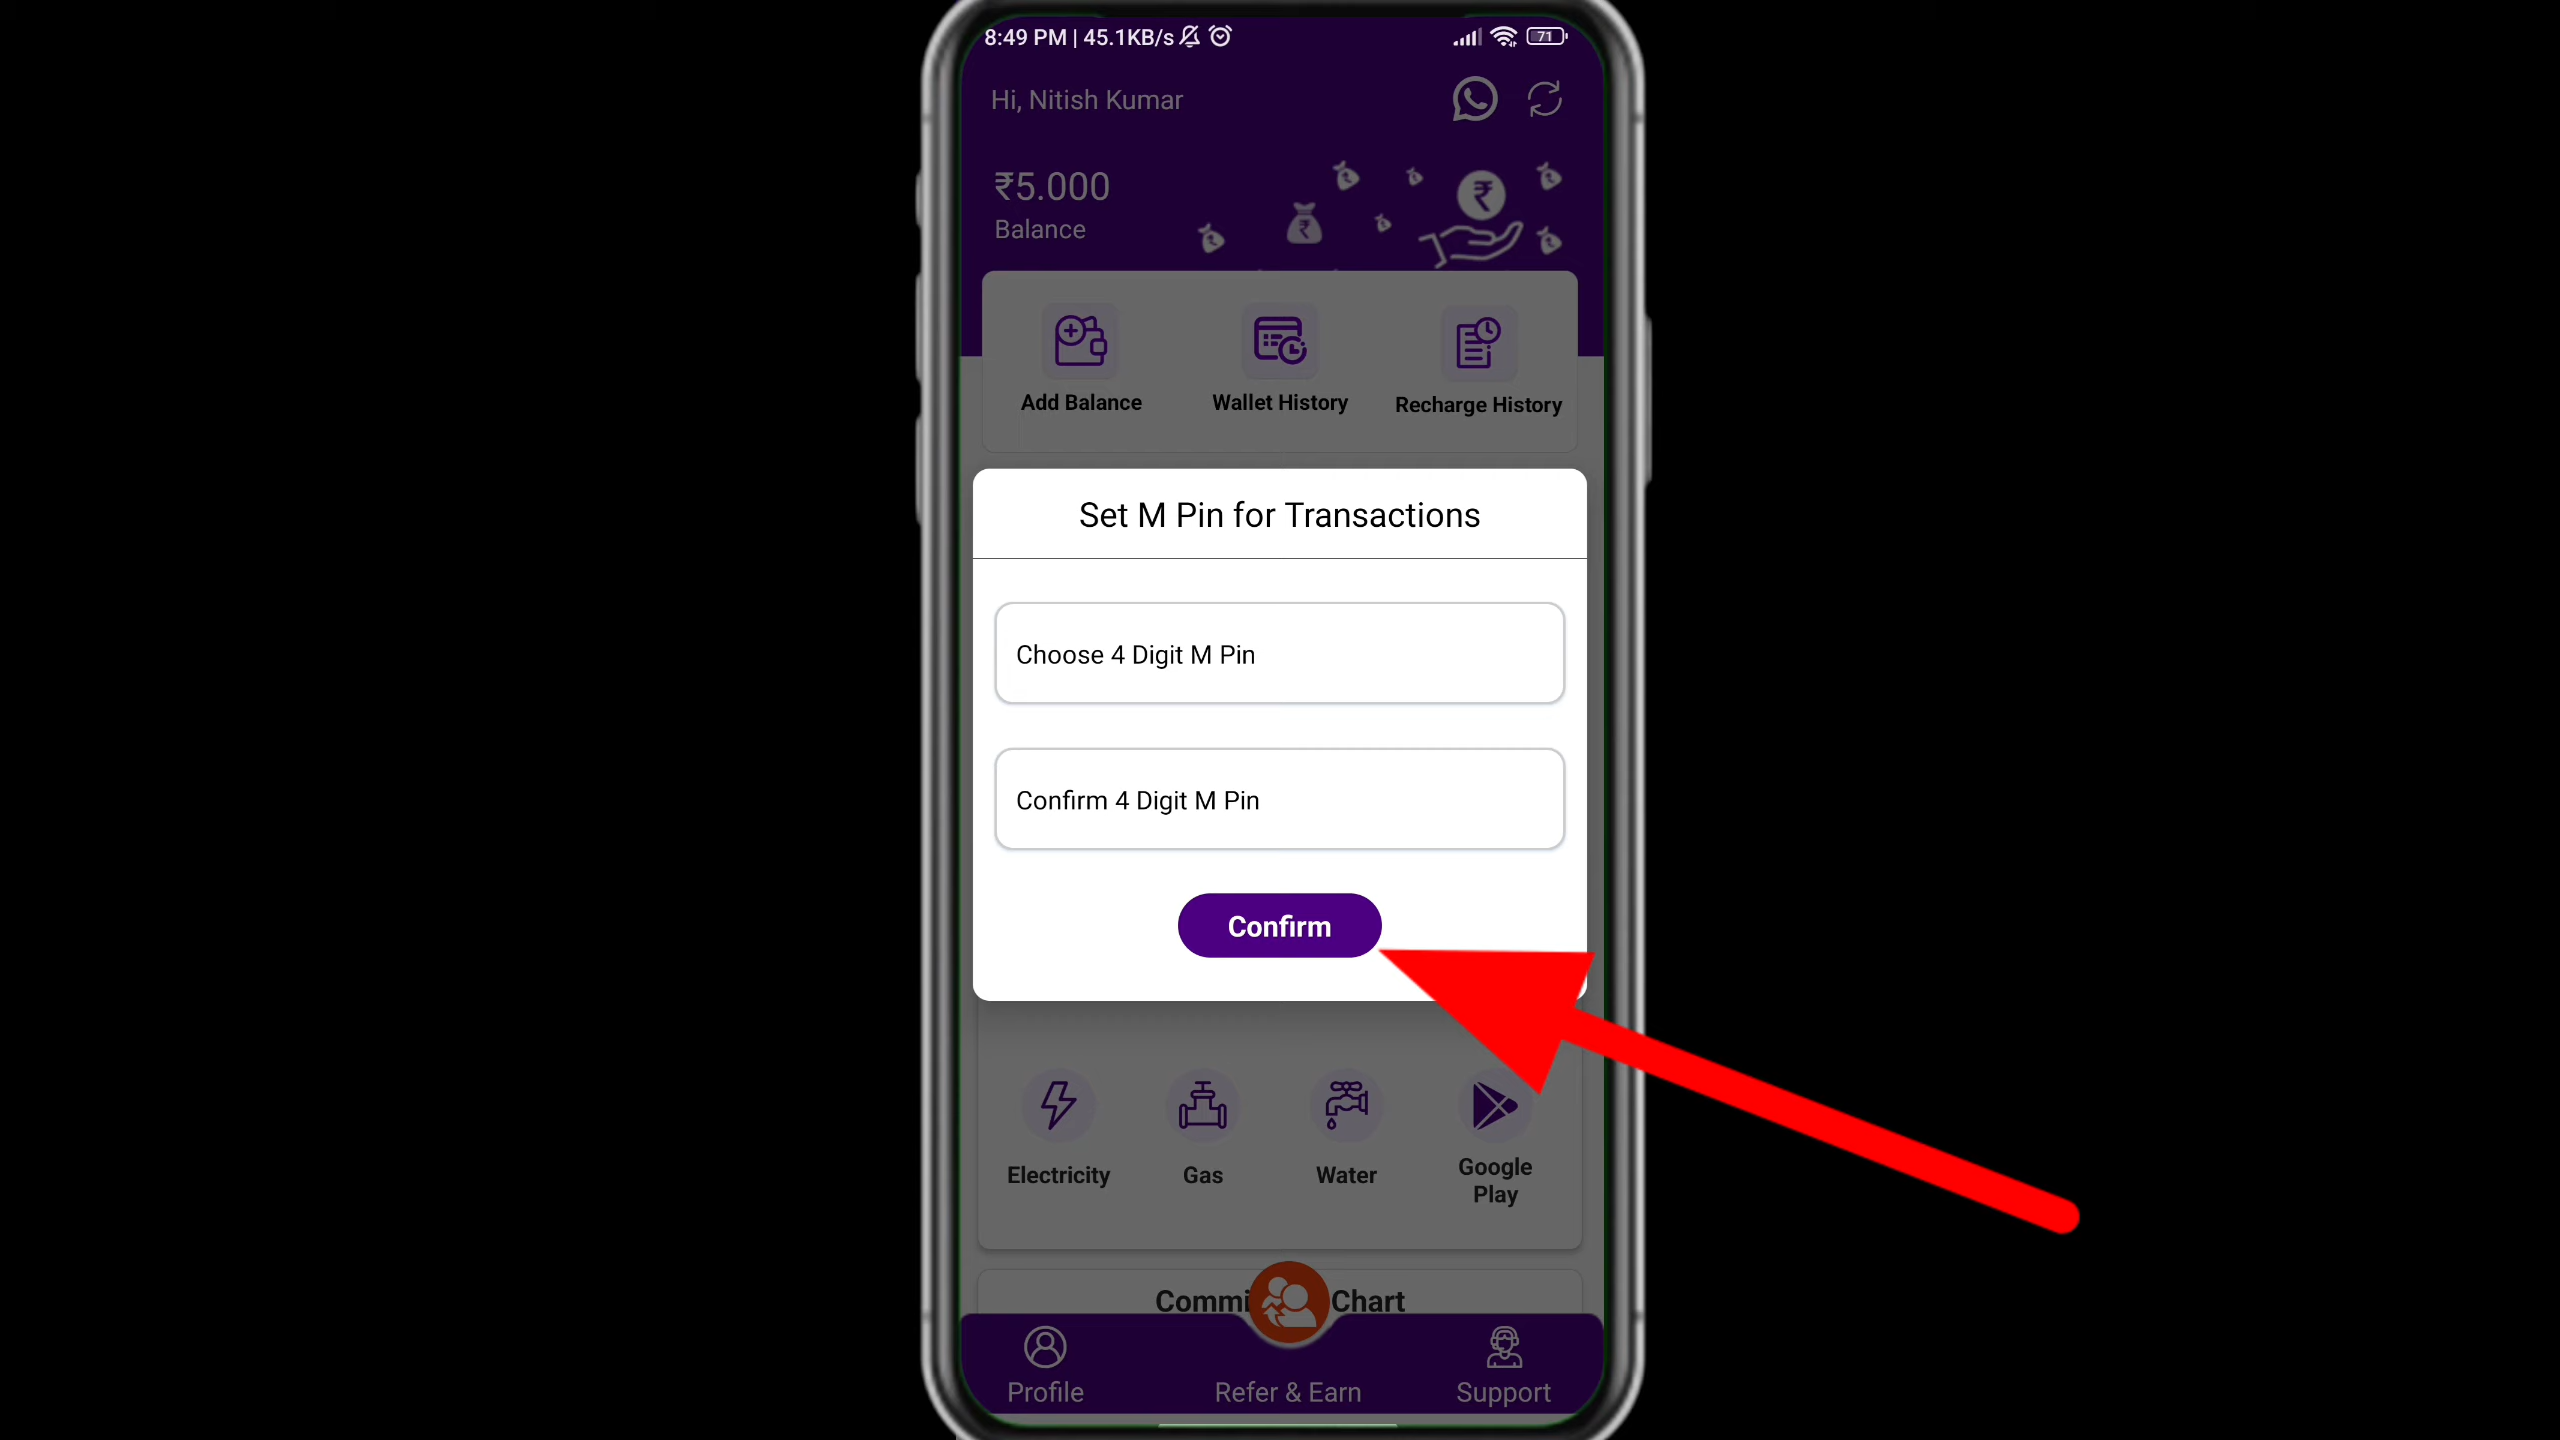 8:49 PM | 45.1KB/s
71
Hi, Nitish Kumar
₹5.000
Balance
Add Balance
Wallet History
Recharge History
Set M Pin for Transactions
Choose 4 Digit M Pin
Confirm 4 Digit M Pin
Confirm
Electricity
Gas
Water
Google
Play
Commi Chart
Profile
Refer & Earn
Support